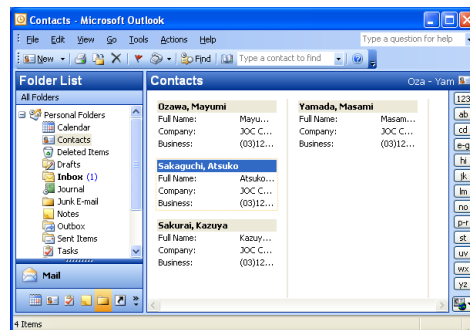 Contacts - Microsoft Outlook
File Edit View Go Tools Actions Help
Type a question for help
New Find Type a contact to find
Folder List
Contacts Oza - Yam
All Folders
Personal Folders
Calendar
Contacts
Deleted Items
Drafts
Inbox (1)
Journal
Junk E-mail
Notes
Outbox
Sent Items
Tasks
Mail
Ozawa, Mayumi
Full Name: Mayu...
Company: JOC C...
Business: (03)12...
Sakaguchi, Atsuko
Full Name: Atsuko...
Company: JOC C...
Business: (03)12...
Sakurai, Kazuya
Full Name: Kazuy...
Company: JOC C...
Business: (03)12...
Yamada, Masami
Full Name: Masam...
Company: JOC C...
Business: (03)12...
123
ab
cd
e-g
hi
jk
lm
no
p-r
st
uv
wx
yz
4 Items